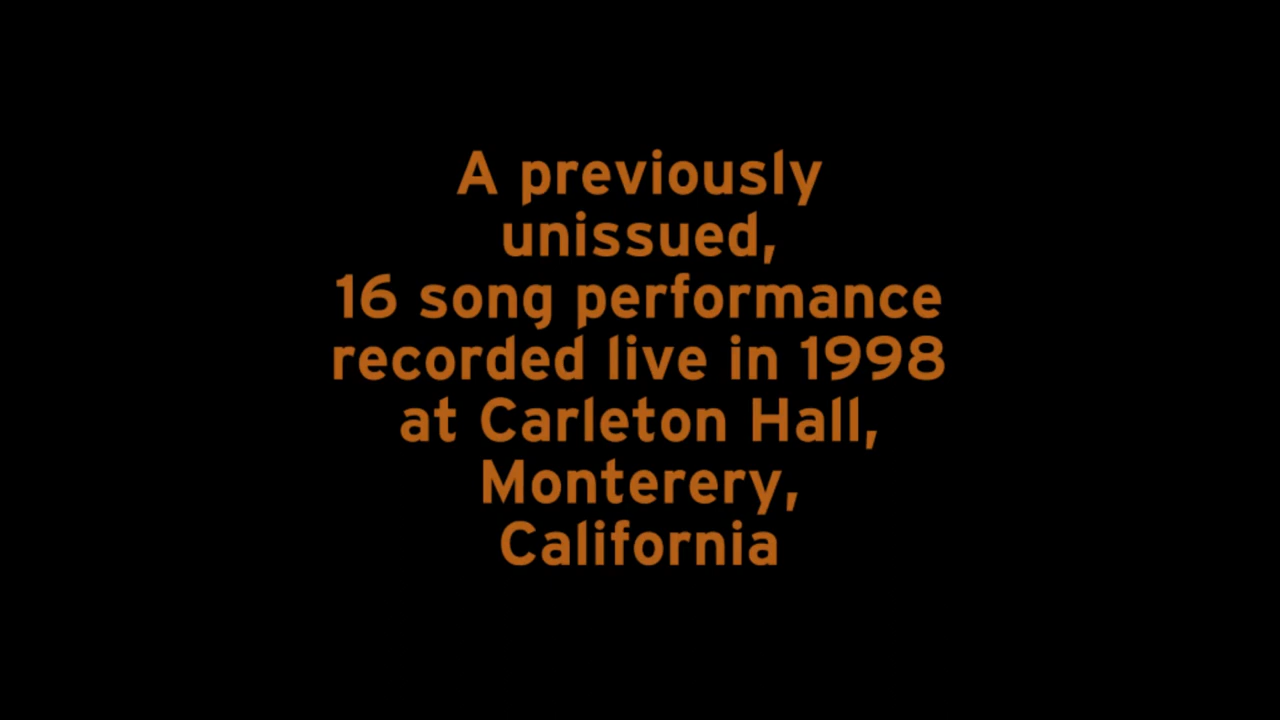 A previously
unissued,
16 song performance
recorded live in 1998
at Carleton Hall,
Monterery,
California